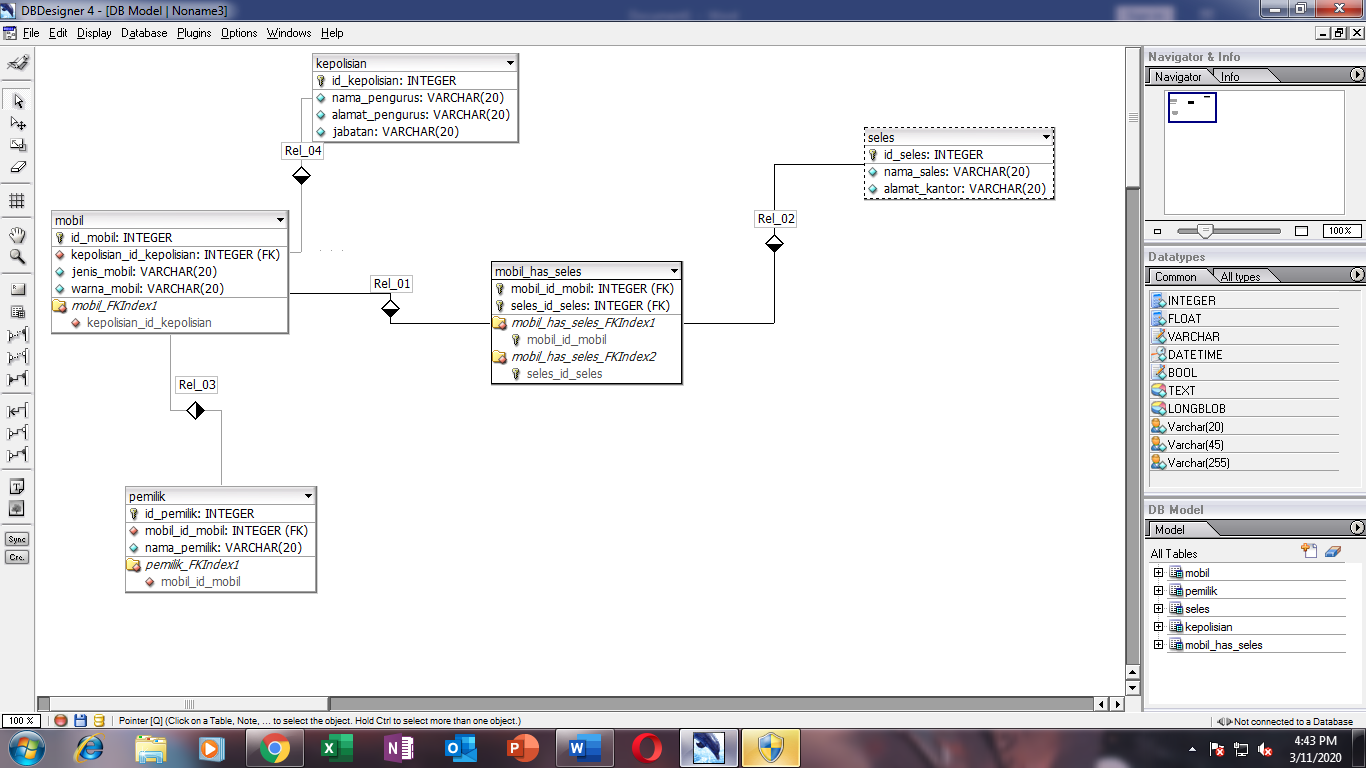 DBDesigner 4 - [DB Model | Noname3]
File Edit Display Database Plugins Options Windows Help
kepolisian
id_kepolisian: INTEGER
nama_pengurus: VARCHAR(20)
alamat_pengurus: VARCHAR(20)
jabatan: VARCHAR(20)
Rel_04
seles
id_seles: INTEGER
nama_sales: VARCHAR(20)
alamat_kantor: VARCHAR(20)
Rel_02
mobil
id_mobil: INTEGER
kepolisian_id_kepolisian: INTEGER (FK)
jenis_mobil: VARCHAR(20)
warna_mobil: VARCHAR(20)
mobil_FKIndex1
kepolisian_id_kepolisian
Rel_01
mobil_has_seles
mobil_id_mobil: INTEGER (FK)
seles_id_seles: INTEGER (FK)
mobil_has_seles_FKIndex1
mobil_id_mobil
mobil_has_seles_FKIndex2
seles_id_seles
Rel_03
pemilik
id_pemilik: INTEGER
mobil_id_mobil: INTEGER (FK)
nama_pemilik: VARCHAR(20)
pemilik_FKIndex1
mobil_id_mobil
Sync
Crc.
Navigator & Info
Navigator Info
100%
Datatypes
Common All types
INTEGER
FLOAT
VARCHAR
DATETIME
BOOL
TEXT
LONGBLOB
Varchar(20)
Varchar(45)
Varchar(255)
DB Model
Model
All Tables
mobil
pemilik
seles
kepolisian
mobil_has_seles
100 % Pointer [Q] (Click on a Table, Note, ... to select the object. Hold Ctrl to select more than one object.) Not connected to a Database
4:43 PM
3/11/2020